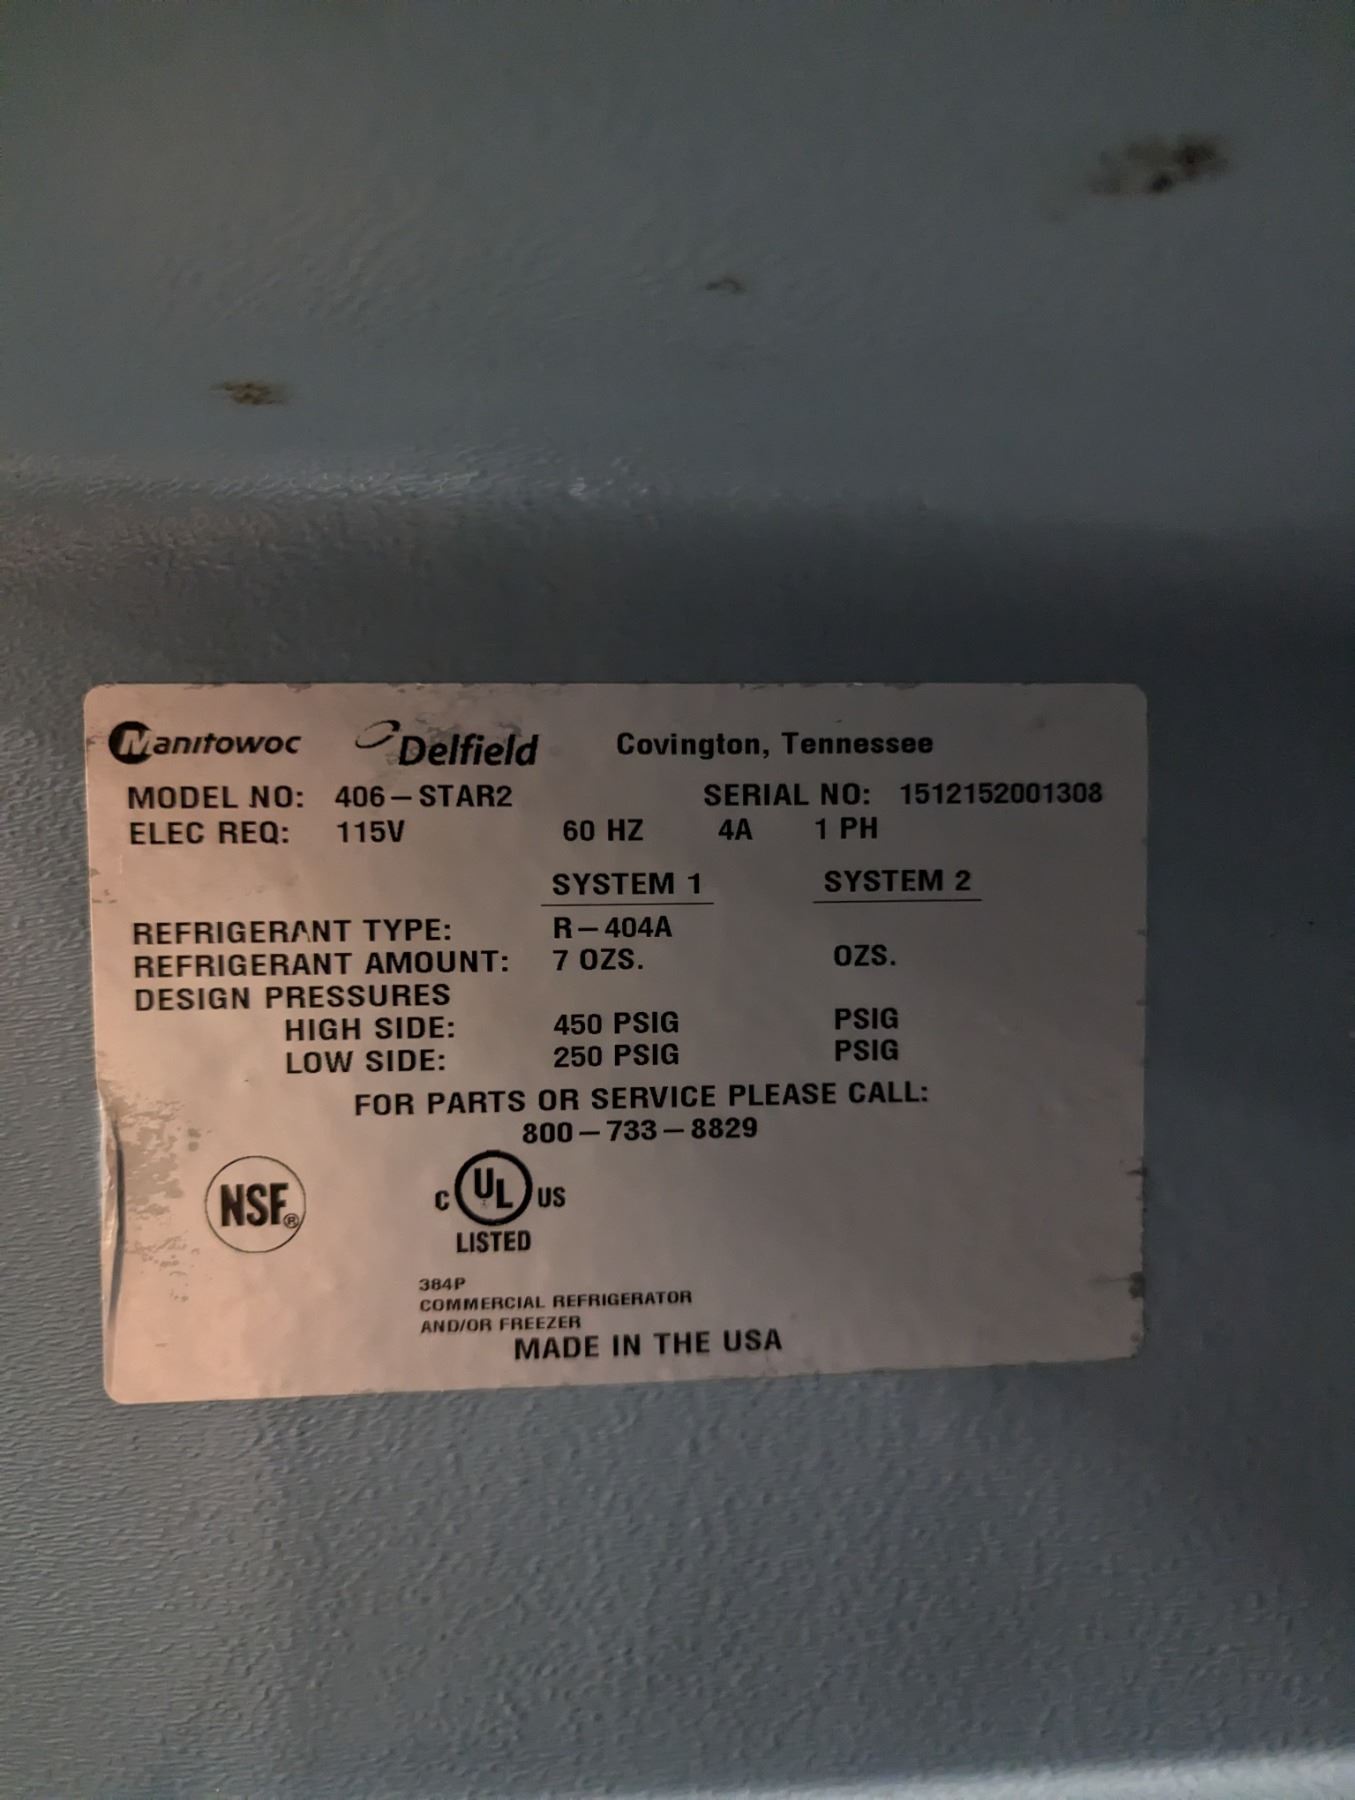 Manitowoc Delfield Covington, Tennessee
MODEL NO: 406-STAR2 SERIAL NO: 1512152001308
ELEC REQ: 115V 60 HZ 4A 1 PH
SYSTEM 1 SYSTEM 2
REFRIGERANT TYPE: R-404A
REFRIGERANT AMOUNT: 7 OZS. OZS.
DESIGN PRESSURES
HIGH SIDE: 450 PSIG PSIG
LOW SIDE: 250 PSIG PSIG
FOR PARTS OR SERVICE PLEASE CALL:
800-733-8829
NSF®
C UL US
LISTED
384P
COMMERCIAL REFRIGERATOR
AND/OR FREEZER
MADE IN THE USA